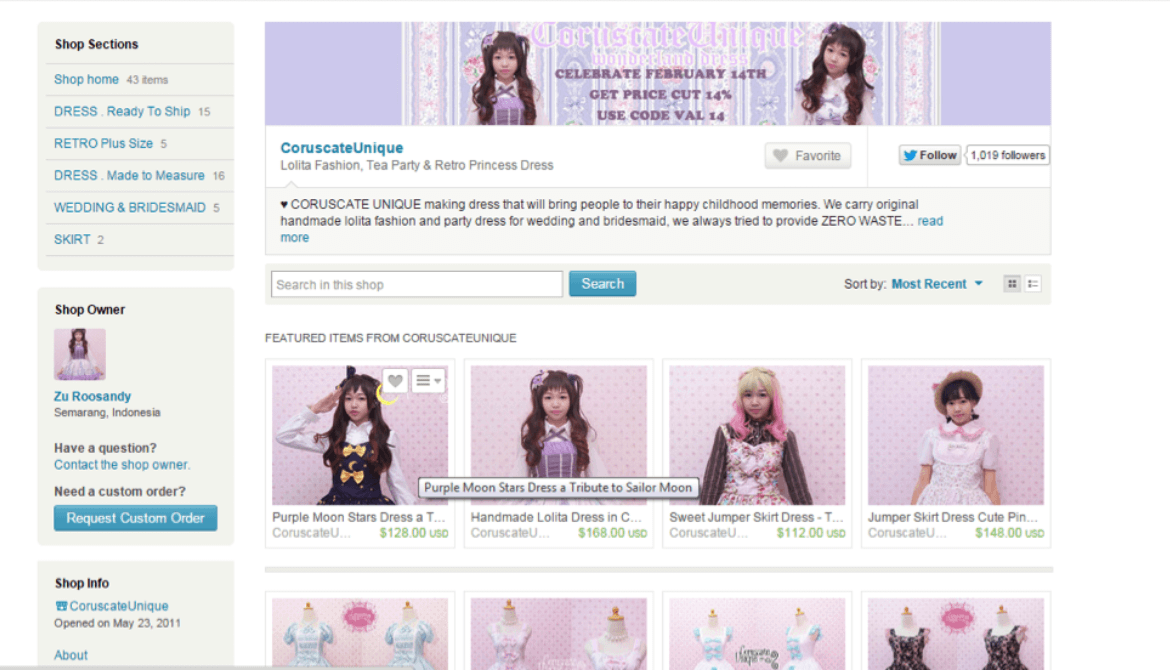 Shop Sections
Shop home 43 items
DRESS . Ready To Ship 15
RETRO Plus Size 5
DRESS . Made to Measure 16
WEDDING & BRIDESMAID 5
SKIRT 2
Shop Owner
Zu Roosandy
Semarang, Indonesia
Have a question?
Contact the shop owner.
Need a custom order?
Request Custom Order
Shop Info
CoruscateUnique
Opened on May 23, 2011
About
CoruscateUnique
wonderland dress
CELEBRATE FEBRUARY 14TH
GET PRICE CUT 14%
USE CODE VAL 14
CoruscateUnique
Lolita Fashion, Tea Party & Retro Princess Dress
Favorite
Follow 1,019 followers
♥ CORUSCATE UNIQUE making dress that will bring people to their happy childhood memories. We carry original
handmade lolita fashion and party dress for wedding and bridesmaid, we always tried to provide ZERO WASTE... read
more
Search in this shop Search
Sort by: Most Recent
FEATURED ITEMS FROM CORUSCATEUNIQUE
Purple Moon Stars Dress a Tribute to Sailor Moon
Purple Moon Stars Dress a T...
CoruscateU... $128.00 USD
Handmade Lolita Dress in C...
CoruscateU... $168.00 USD
Sweet Jumper Skirt Dress - T...
CoruscateU... $112.00 USD
Jumper Skirt Dress Cute Pin...
CoruscateU... $148.00 USD
Coruscate
Unique